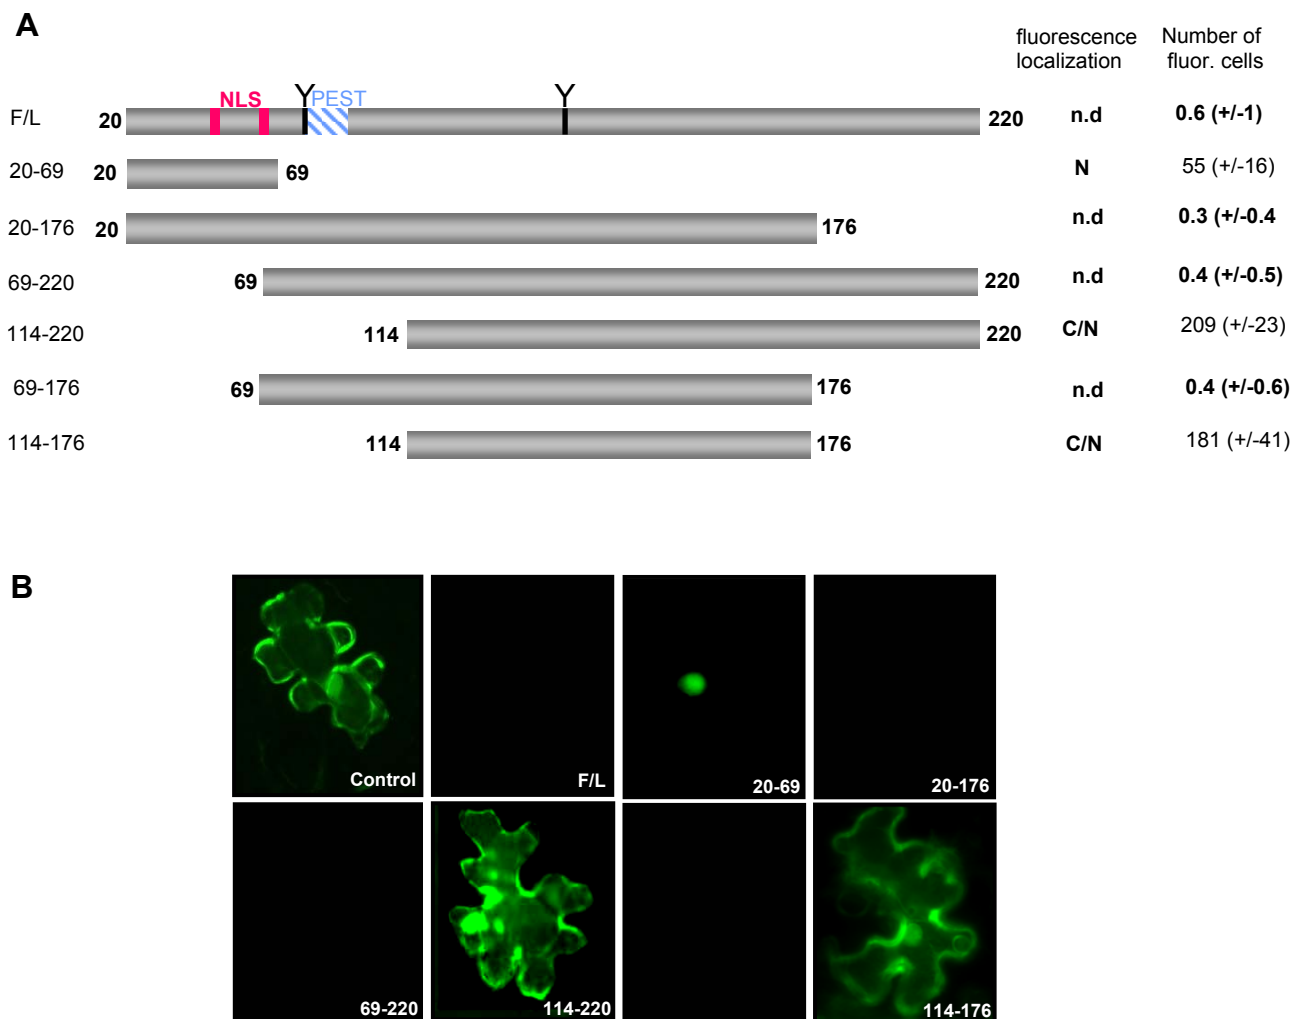 A
fluorescence localization
Number of fluor. cells
NLS
Y
PEST
Y
F/L 20 220 n.d 0.6 (+/-1)
20-69 20 69 N 55 (+/-16)
20-176 20 176 n.d 0.3 (+/-0.4
69-220 69 220 n.d 0.4 (+/-0.5)
114-220 114 220 C/N 209 (+/-23)
69-176 69 176 n.d 0.4 (+/-0.6)
114-176 114 176 C/N 181 (+/-41)
B
Control F/L 20-69 20-176
69-220 114-220 114-176